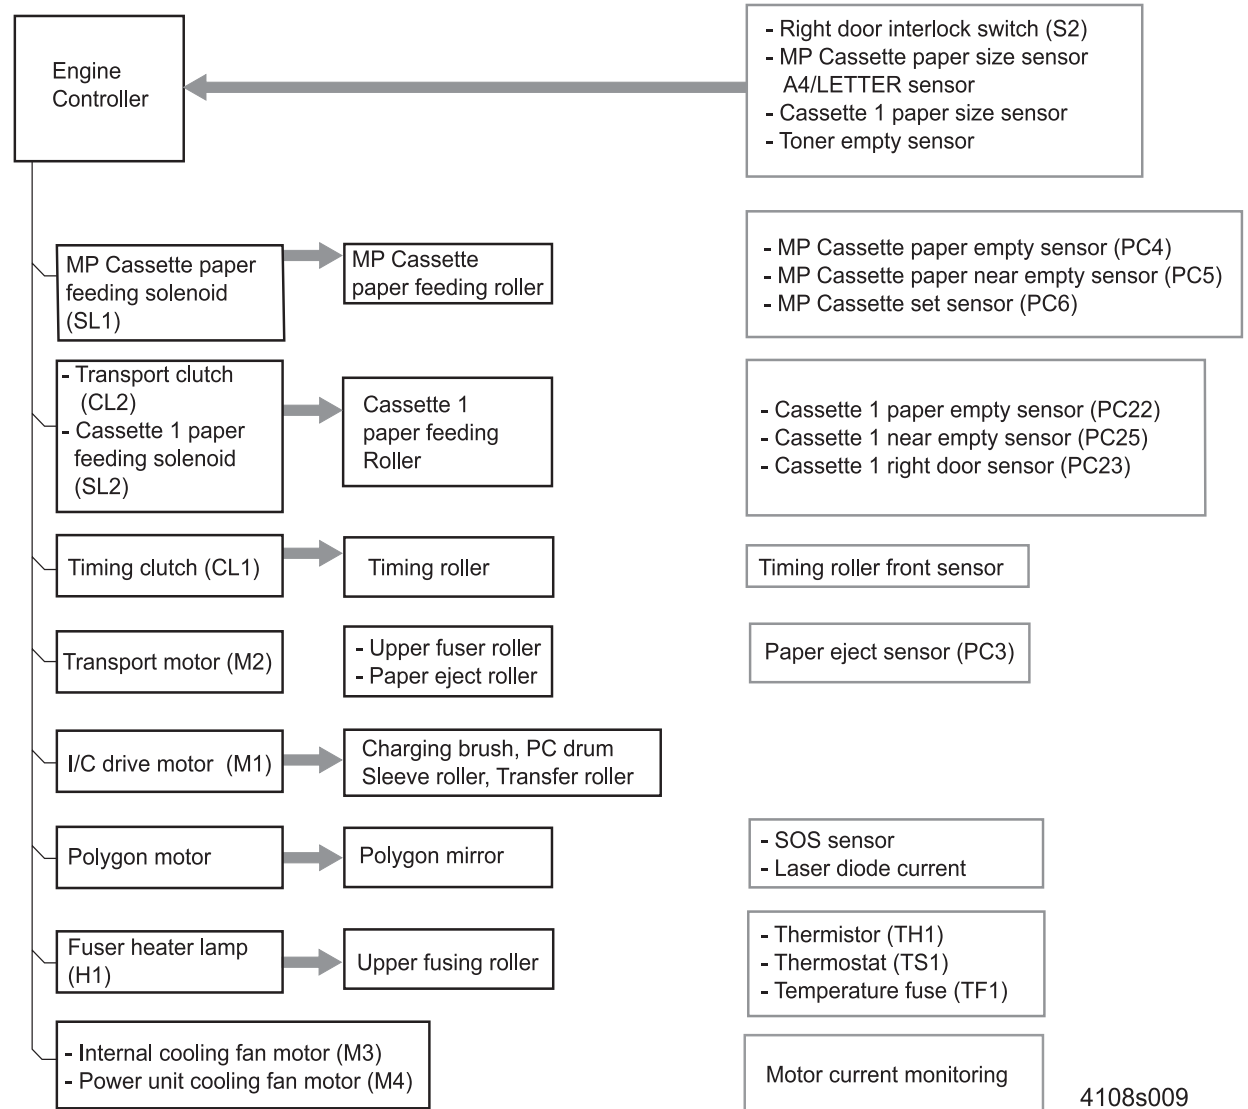 Engine
Controller
- Right door interlock switch (S2)
- MP Cassette paper size sensor
A4/LETTER sensor
- Cassette 1 paper size sensor
- Toner empty sensor
MP Cassette paper
feeding solenoid
(SL1)
MP Cassette
paper feeding roller
- MP Cassette paper empty sensor (PC4)
- MP Cassette paper near empty sensor (PC5)
- MP Cassette set sensor (PC6)
- Transport clutch
(CL2)
- Cassette 1 paper
feeding solenoid
(SL2)
Cassette 1
paper feeding
Roller
- Cassette 1 paper empty sensor (PC22)
- Cassette 1 near empty sensor (PC25)
- Cassette 1 right door sensor (PC23)
Timing clutch (CL1)
Timing roller
Timing roller front sensor
Transport motor (M2)
- Upper fuser roller
- Paper eject roller
Paper eject sensor (PC3)
I/C drive motor (M1)
Charging brush, PC drum
Sleeve roller, Transfer roller
Polygon motor
Polygon mirror
- SOS sensor
- Laser diode current
Fuser heater lamp
(H1)
Upper fusing roller
- Thermistor (TH1)
- Thermostat (TS1)
- Temperature fuse (TF1)
- Internal cooling fan motor (M3)
- Power unit cooling fan motor (M4)
Motor current monitoring
4108s009